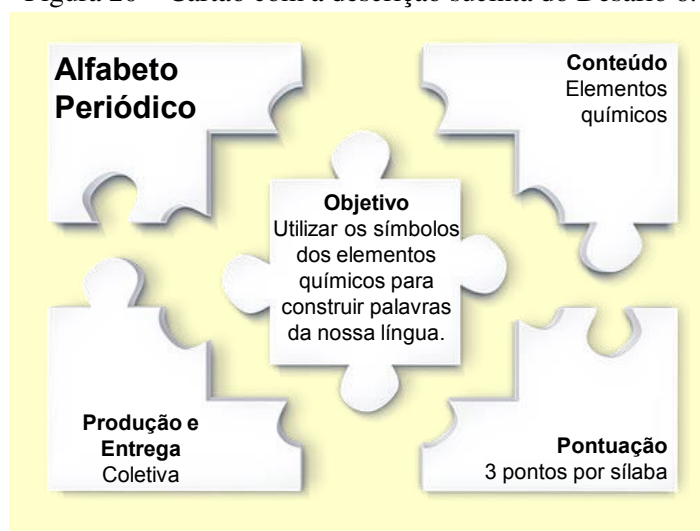 Alfabeto
Periódico
Conteúdo
Elementos
químicos
Objetivo
Utilizar os símbolos
dos elementos
químicos para
construir palavras
da nossa língua.
Produção e
Entrega
Coletiva
Pontuação
3 pontos por sílaba